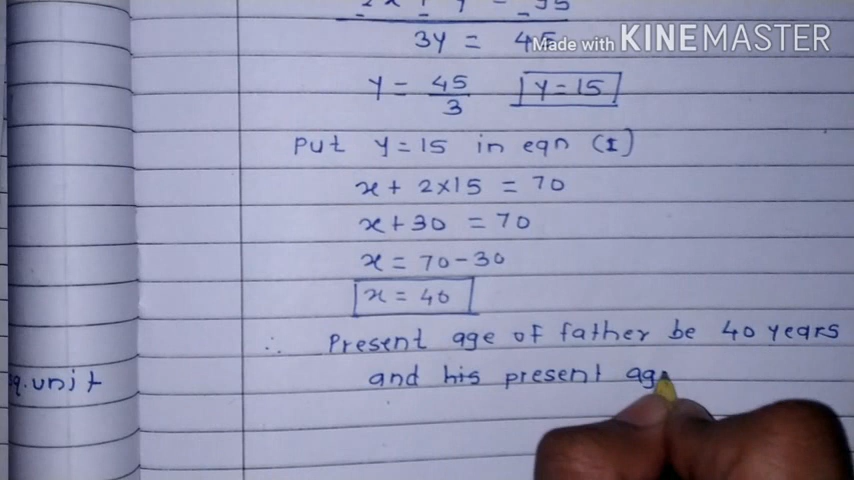 3y = 45
Made with KINEMASTER
y = 45/3 y = 15
Put y = 15 in eqn (I)
x + 2×15 = 70
x + 30 = 70
x = 70 - 30
x = 40
∴ Present age of father be 40 years
q.unit
and his present ag